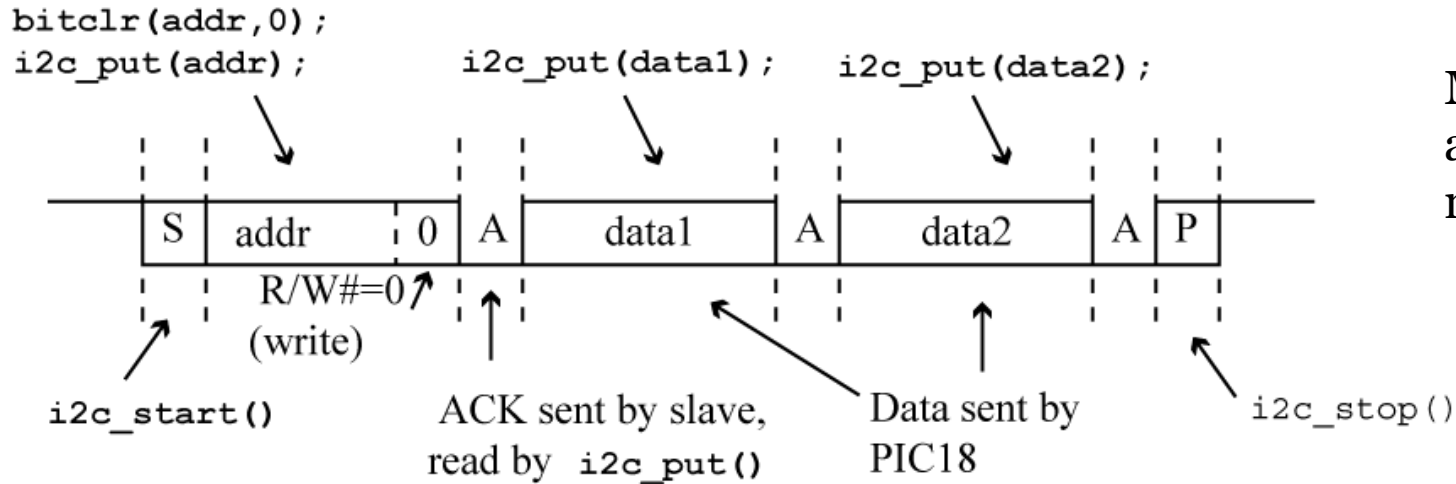 bitclr(addr,0);
i2c_put(addr);
i2c_put(data1);
i2c_put(data2);
S
addr
0
A
data1
A
data2
A
P
R/W#=0
(write)
i2c_start()
ACK sent by slave,
read by i2c_put()
Data sent by
PIC18
i2c_stop()